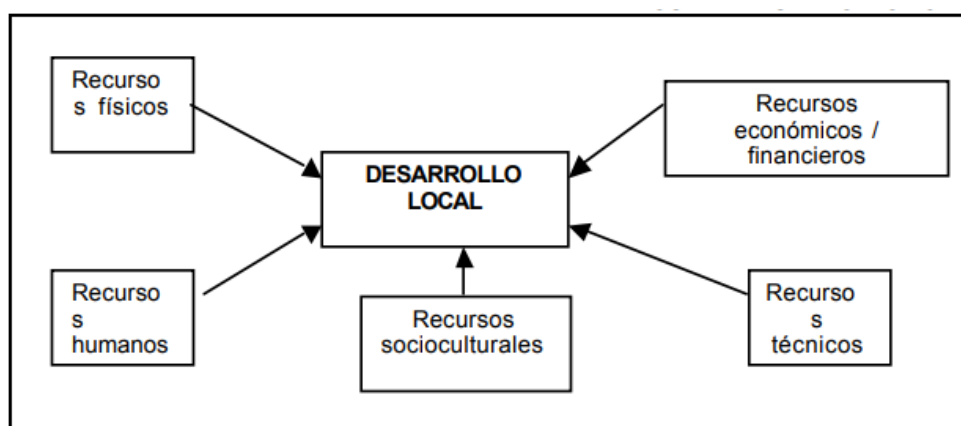 Recurso
s físicos
Recursos
económicos /
financieros
DESARROLLO
LOCAL
Recurso
s
humanos
Recursos
socioculturales
Recurso
s
técnicos